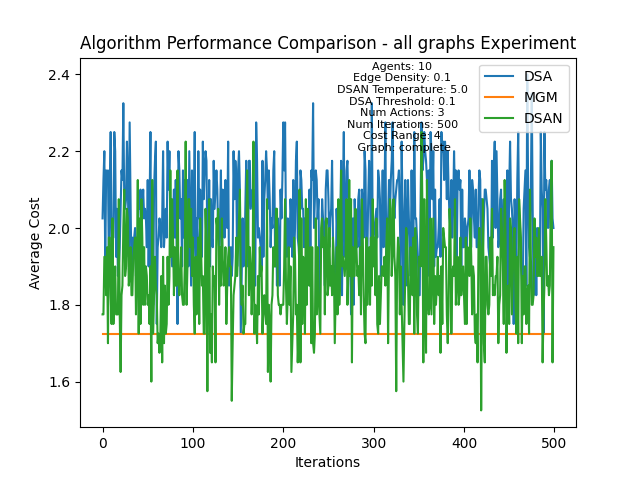 Algorithm Performance Comparison - all graphs Experiment
Agents: 10
Edge Density: 0.1
DSAN Temperature: 5.0
DSA Threshold: 0.1
Num Actions: 3
Num Iterations: 500
Cost Range: 4
Graph: complete
DSA
MGM
DSAN
Average Cost
2.4
2.2
2.0
1.8
1.6
0
100
200
300
400
500
Iterations